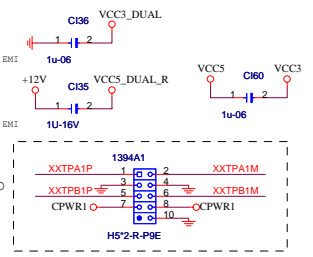 CI36
VCC3_DUAL
1 2
EMI
1u-06
+12V
CI35
VCC5_DUAL_R
1 2
EMI
1U-16V
VCC5
CI60
VCC3
1 2
1u-06
1394A1
XXTPA1P 1 2 XXTPA1M
3 4
XXTPB1P 5 6 XXTPB1M
CPWR1 7 8 CPWR1
10
H5*2-R-P9E